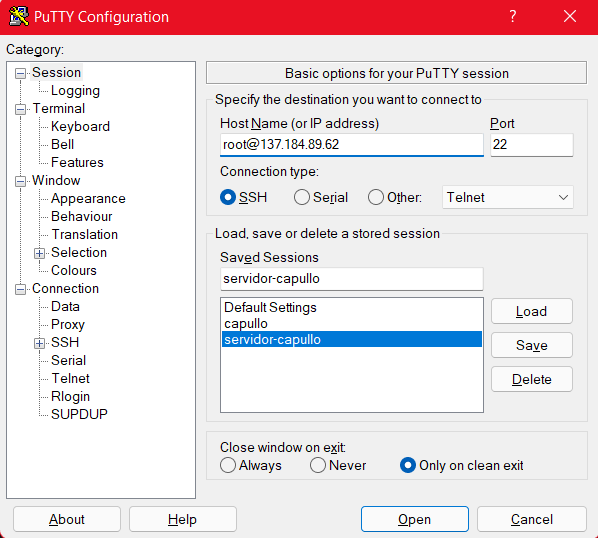 PuTTY Configuration
?
Category:
Session
Logging
Terminal
Keyboard
Bell
Features
Window
Appearance
Behaviour
Translation
Selection
Colours
Connection
Data
Proxy
SSH
Serial
Telnet
Rlogin
SUPDUP
Basic options for your PuTTY session
Specify the destination you want to connect to
Host Name (or IP address) Port
root@137.184.89.62 22
Connection type:
SSH Serial Other: Telnet
Load, save or delete a stored session
Saved Sessions
servidor-capullo
Default Settings
capullo
servidor-capullo
Load
Save
Delete
Close window on exit:
Always Never Only on clean exit
About Help Open Cancel